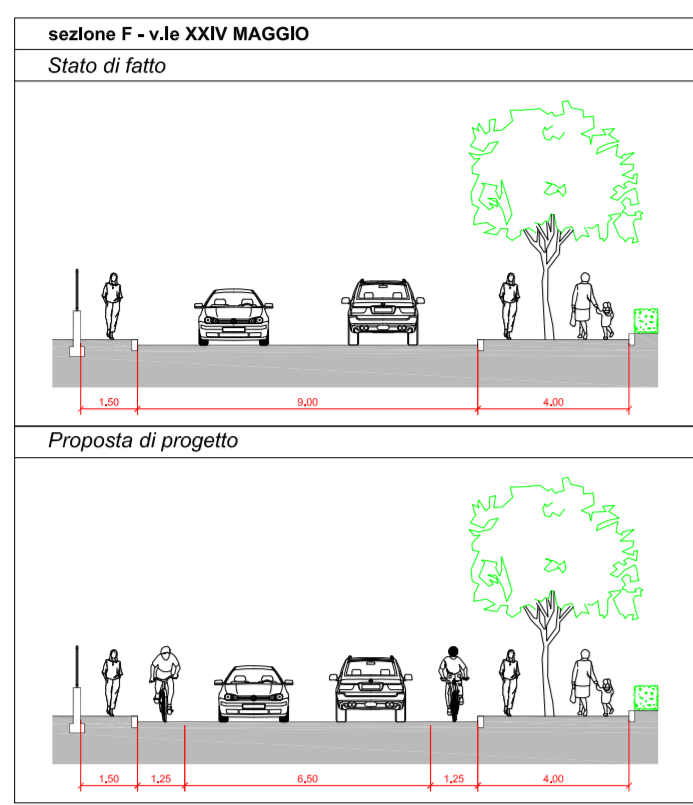 sezione F - v.le XXIV MAGGIO
Stato di fatto
1.50 9.00 4.00
Proposta di progetto
1.50 1.25 6.50 1.25 4.00